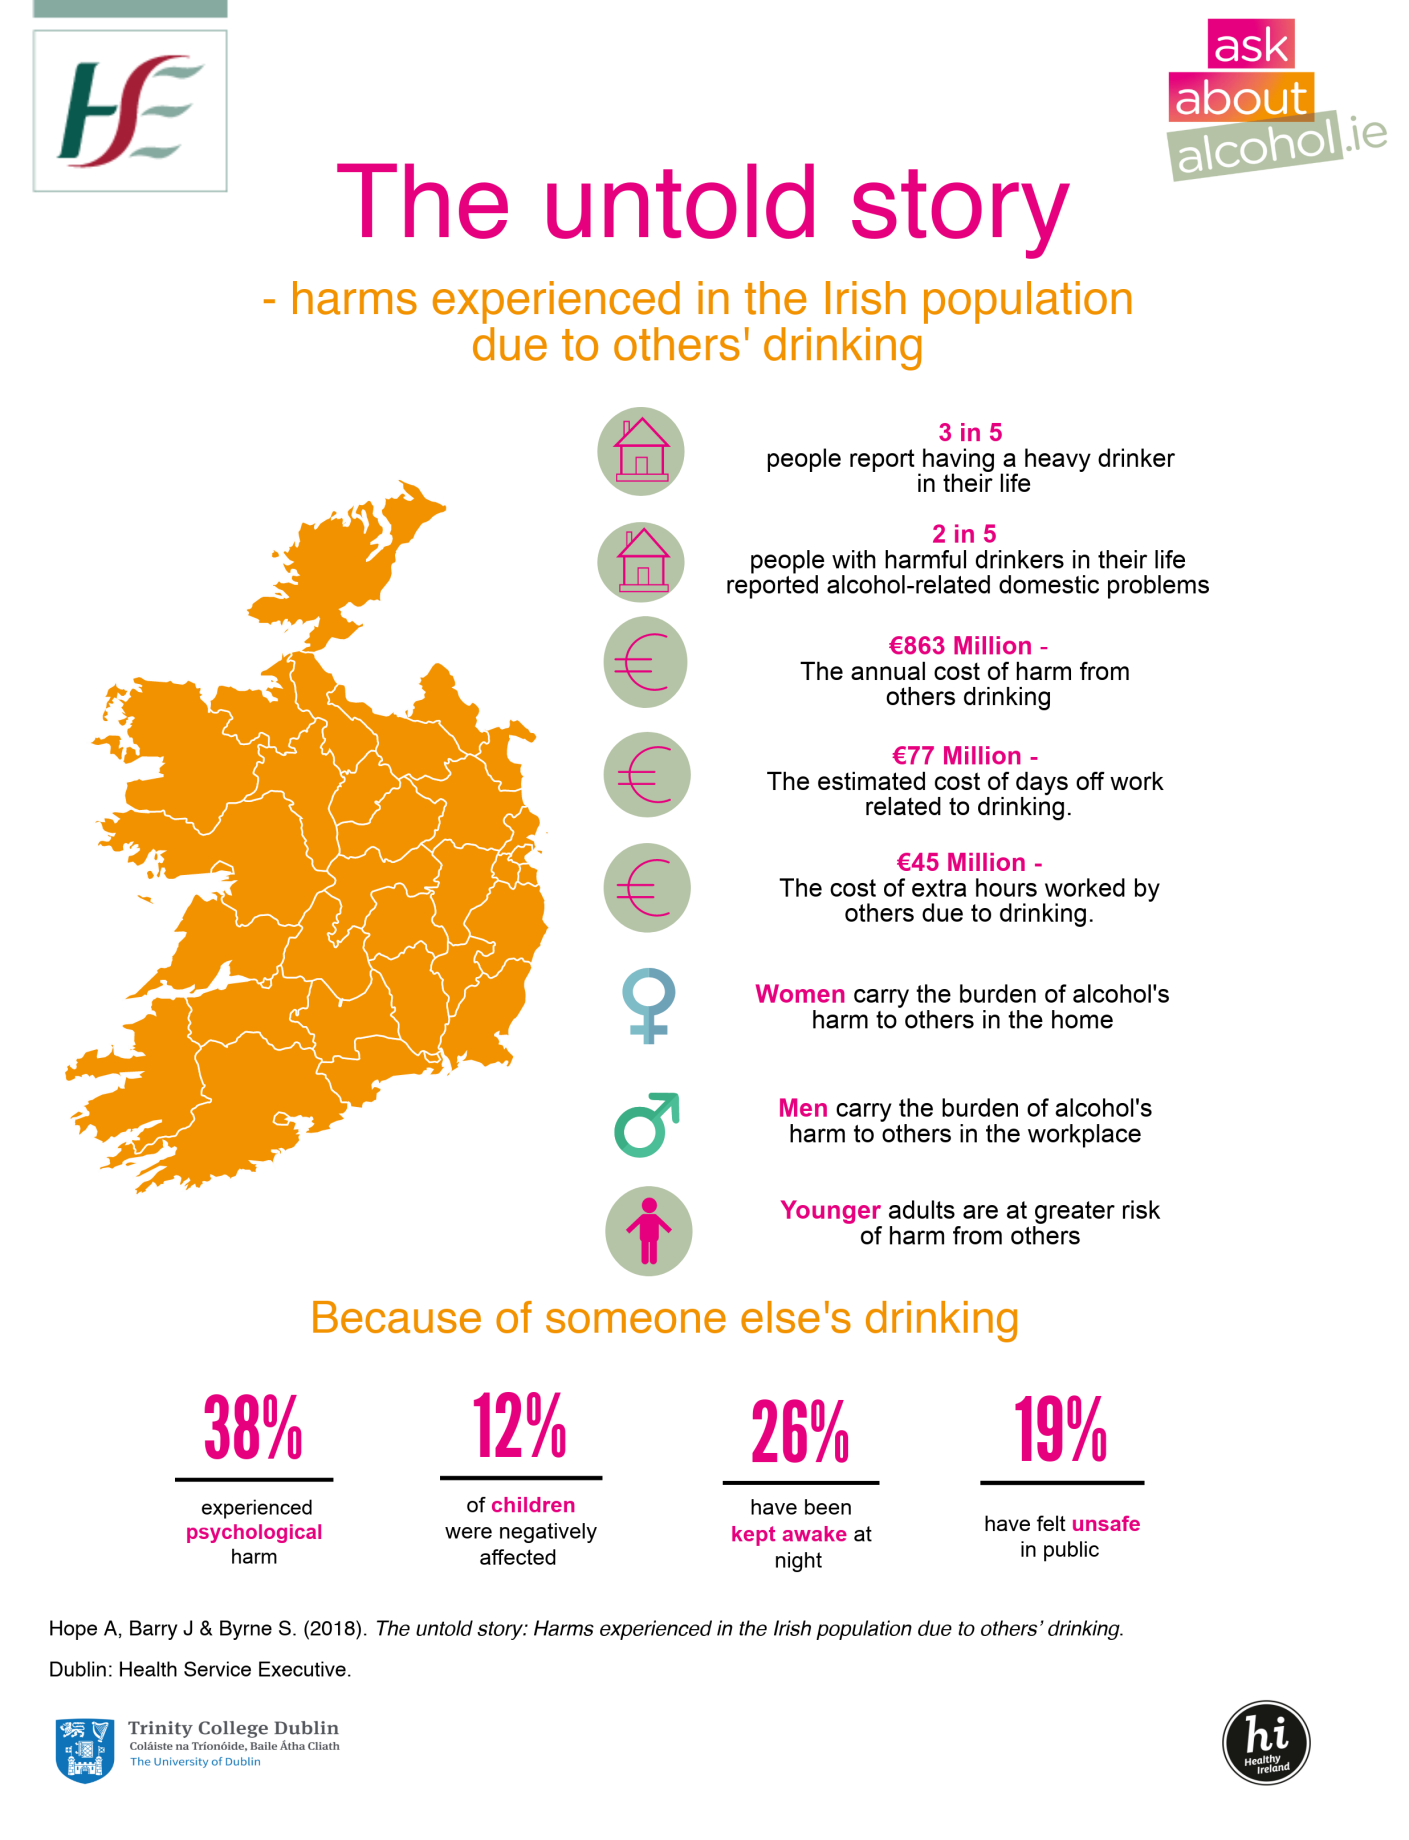 HSE
ask
about
alcohol.ie
The untold story
- harms experienced in the Irish population
due to others' drinking
3 in 5
people report having a heavy drinker
in their life
2 in 5
people with harmful drinkers in their life
reported alcohol-related domestic problems
€863 Million -
The annual cost of harm from
others drinking
€77 Million -
The estimated cost of days off work
related to drinking.
€45 Million -
The cost of extra hours worked by
others due to drinking.
Women carry the burden of alcohol's
harm to others in the home
Men carry the burden of alcohol's
harm to others in the workplace
Younger adults are at greater risk
of harm from others
Because of someone else's drinking
38%
experienced
psychological
harm
12%
of children
were negatively
affected
26%
have been
kept awake at
night
19%
have felt unsafe
in public
Hope A, Barry J & Byrne S. (2018). The untold story: Harms experienced in the Irish population due to others’ drinking.
Dublin: Health Service Executive.
Trinity College Dublin
Coláiste na Tríonóide, Baile Átha Cliath
The University of Dublin
hi
Healthy
Ireland